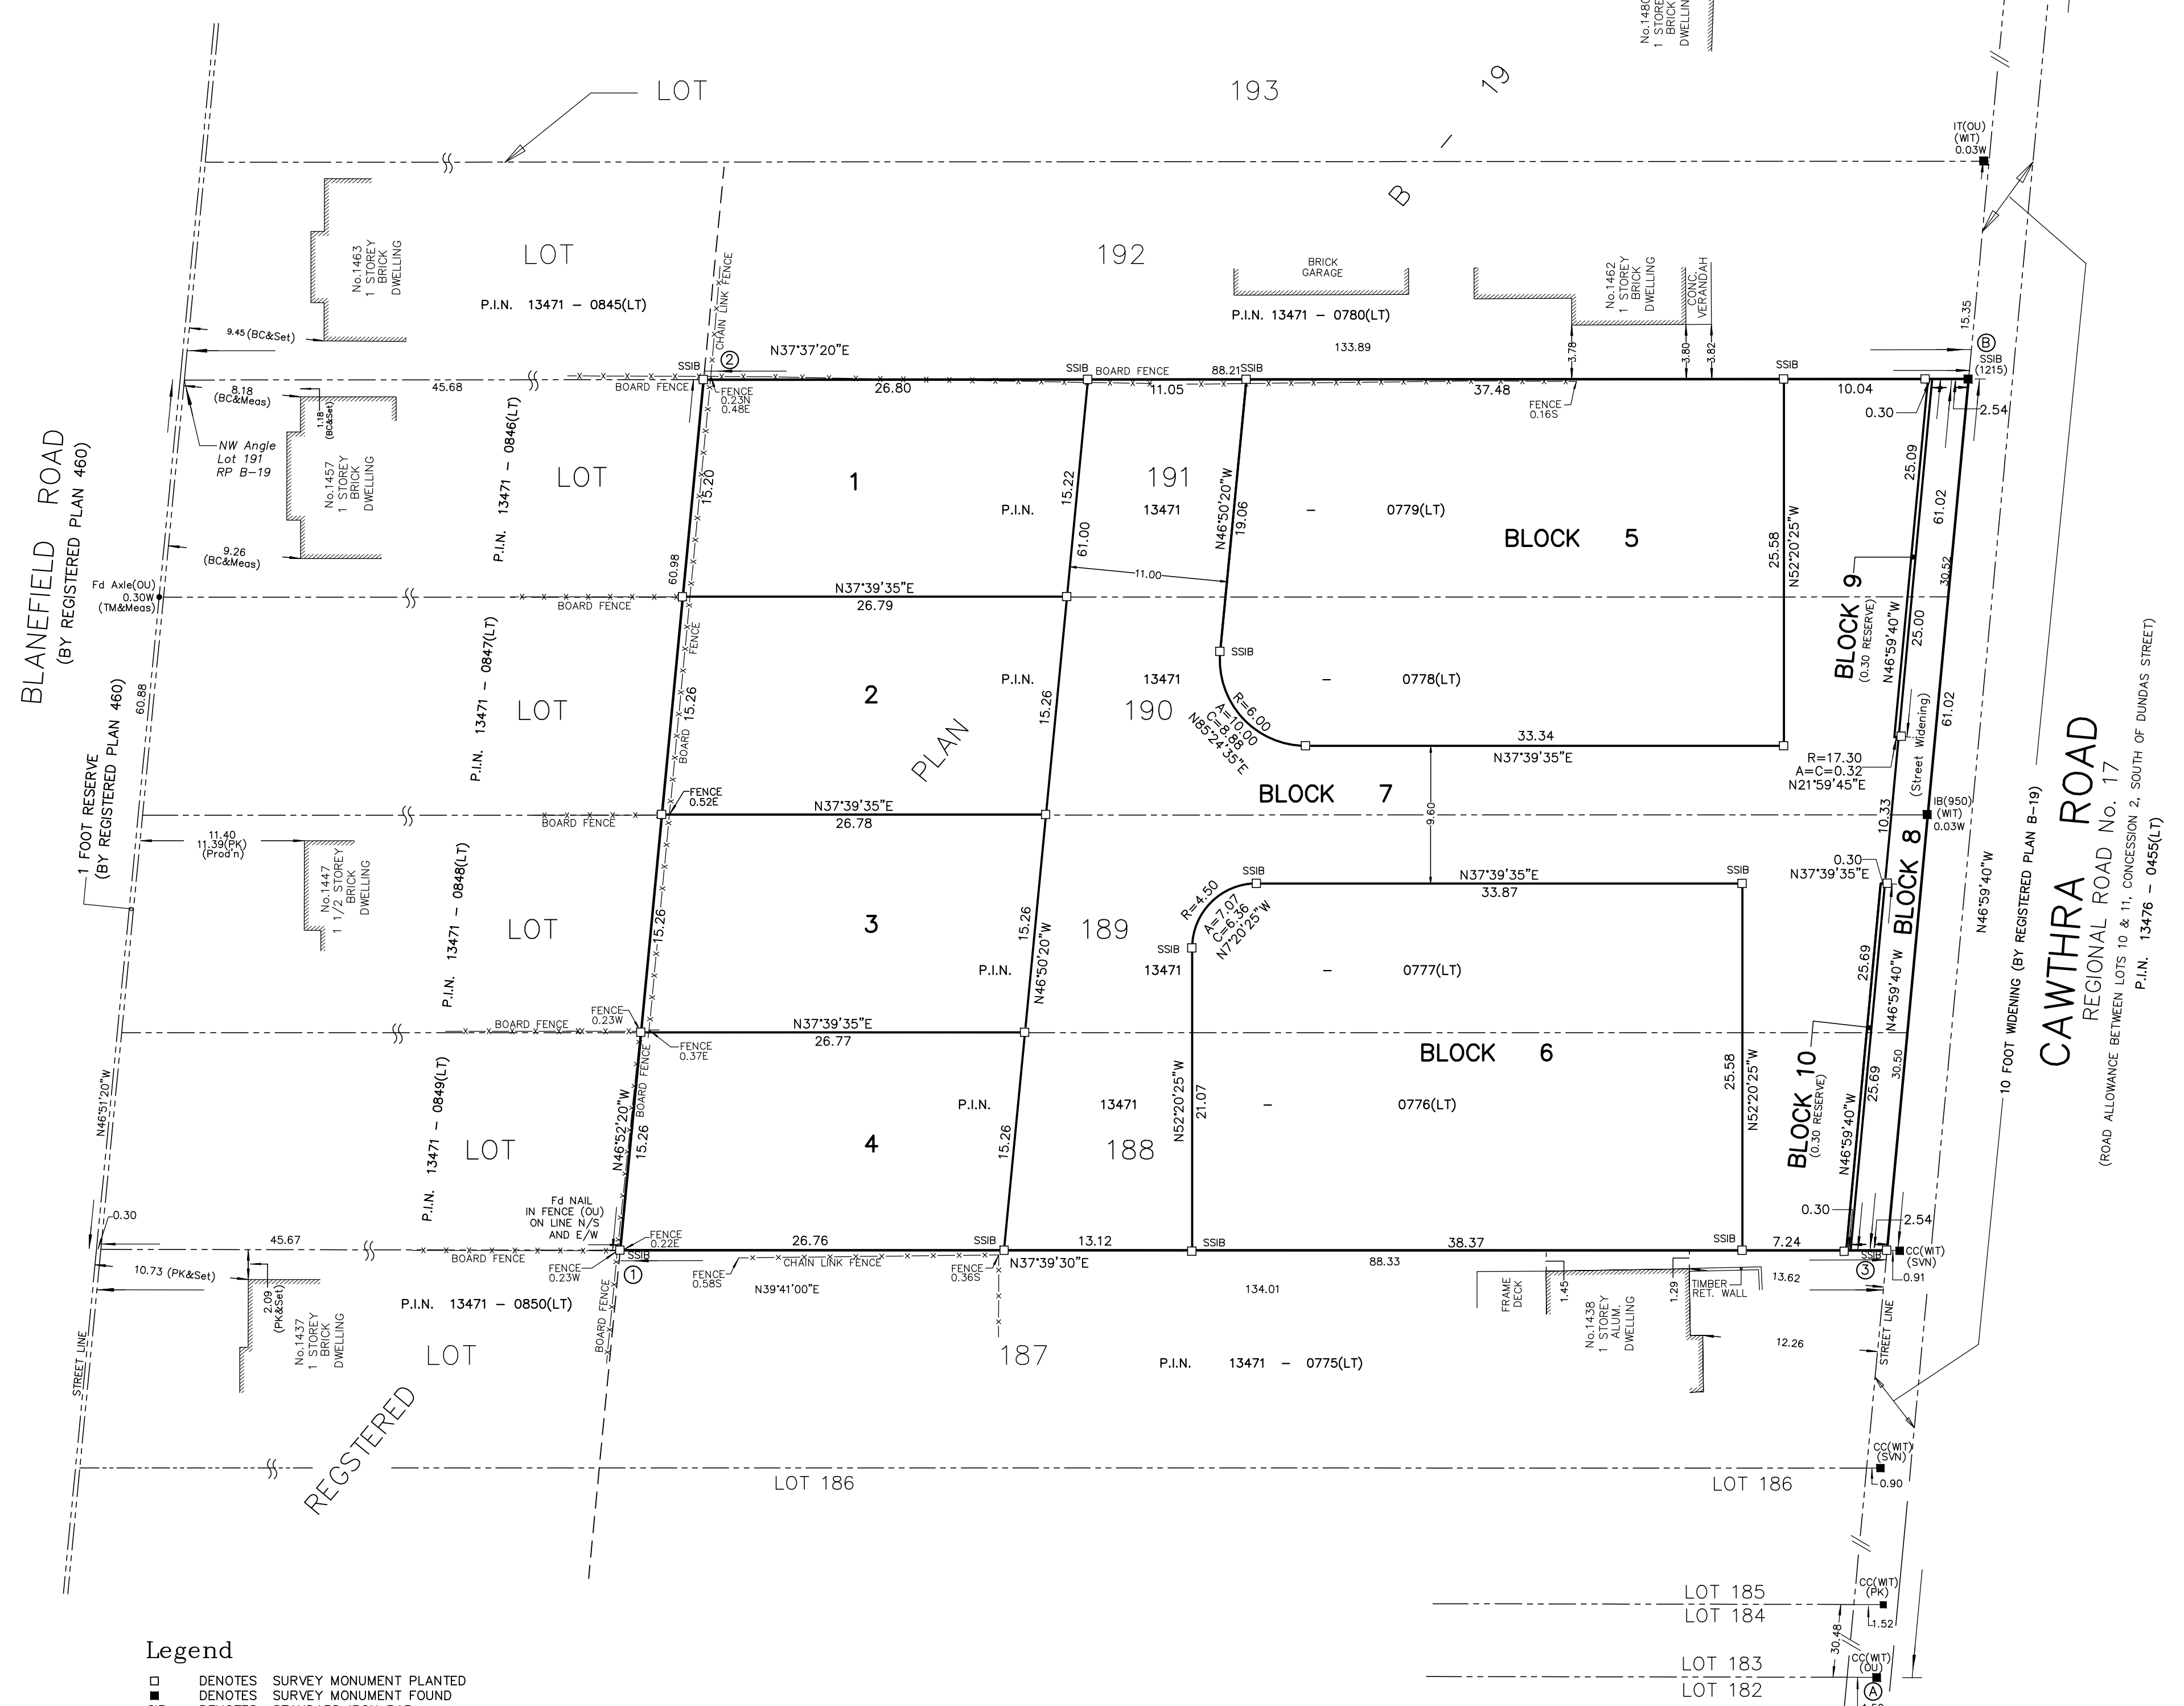 No.1480
1 STOREY
BRICK
DWELLIN
LOT
193
19
B
IT(OU)
(WIT)
0.03W
No.1463
1 STOREY
BRICK
DWELLING
LOT
192
CHAIN LINK FENCE
BRICK
GARAGE
No.1462
1 STOREY
BRICK
DWELLING
CONC.
VERANDAH
P.I.N. 13471 – 0845(LT)
P.I.N. 13471 – 0780(LT)
15.35
9.45 (BC&Set)
N37°37'20"E
133.89
3.78
3.80
3.82
B
SSIB
(1215)
SSIB
2
SSIB
BOARD FENCE
88.21
SSIB
45.68
BOARD FENCE
FENCE
0.23N
0.48E
26.80
11.05
37.48
FENCE
0.16S
10.04
0.30
2.54
8.18
(BC&Meas)
1.18
(BC&Set)
NW Angle
Lot 191
RP B-19
No.1457
1 STOREY
BRICK
DWELLING
BLANEFIELD ROAD
(BY REGISTERED PLAN 460)
P.I.N. 13471 – 0846(LT)
LOT
15.20
1
15.22
61.00
191
N46°50'20"W
19.06
P.I.N. 13471 – 0779(LT)
BLOCK 5
25.58
N52°20'25"W
25.09
61.02
30.52
9.26
(BC&Meas)
60.98
11.00
Fd Axle(OU)
0.30W
(TM&Meas)
BOARD FENCE
N37°39'35"E
26.79
BLOCK 9
(0.30 RESERVE)
N46°59'40"W
25.00
P.I.N. 13471 – 0847(LT)
BOARD FENCE
SSIB
2
P.I.N. 13471 – 0778(LT)
60.88
LOT
15.26
15.26
190
R=6.00
A=10.00
C=8.88
N85°24'35"E
PLAN
33.34
N37°39'35"E
R=17.30
A=C=0.32
N21°59'45"E
(Street Widening)
61.02
1 FOOT RESERVE
(BY REGISTERED PLAN 460)
FENCE
0.52E
BLOCK 7
9.60
10.33
IB(950)
(WIT)
0.03W
BOARD FENCE
N37°39'35"E
26.78
11.40
11.39(PK)
(Prod'n)
No.1447
1 1/2 STOREY
BRICK
DWELLING
P.I.N. 13471 – 0848(LT)
LOT
15.26
3
15.26
N46°50'20"W
189
SSIB
R=4.50
A=7.07
C=6.36
N7°20'25"W
SSIB
N37°39'35"E
33.87
SSIB
0.30
N37°39'35"E
BLOCK 8
N46°59'40"W
CAWTHRA ROAD
REGIONAL ROAD No. 17
(ROAD ALLOWANCE BETWEEN LOTS 10 & 11, CONCESSION 2, SOUTH OF DUNDAS STREET)
P.I.N. 13476 – 0455(LT)
10 FOOT WIDENING (BY REGISTERED PLAN B-19)
P.I.N. 13471 – 0777(LT)
25.69
N46°59'40"W
FENCE
0.23W
BOARD FENCE
N37°39'35"E
26.77
FENCE
0.37E
BLOCK 6
30.50
N46°51'20"W
P.I.N. 13471 – 0849(LT)
LOT
N46°52'20"W
15.26
BOARD FENCE
4
15.26
P.I.N. 13471 – 0776(LT)
188
N52°20'25"W
21.07
25.58
N52°20'25"W
BLOCK 10
(0.30 RESERVE)
N46°59'40"W
25.69
Fd NAIL
IN FENCE (OU)
ON LINE N/S
AND E/W
0.30
45.67
BOARD FENCE
FENCE
0.22E
SSIB
26.76
SSIB
13.12
SSIB
38.37
SSIB
7.24
0.30
2.54
SSIB
CC(WIT)
(SVN)
0.91
10.73 (PK&Set)
FENCE
0.23W
1
FENCE
0.58S
CHAIN LINK FENCE
FENCE
0.36S
N37°39'30"E
88.33
3
N39°41'00"E
134.01
FRAME
DECK
1.45
No.1438
1 STOREY
ALUM.
DWELLING
1.29
TIMBER
RET. WALL
13.62
12.26
STREET LINE
2.09
(PK&Set)
No.1437
1 STOREY
BRICK
DWELLING
P.I.N. 13471 – 0850(LT)
BOARD FENCE
STREET LINE
LOT
187
P.I.N. 13471 – 0775(LT)
REGSTERED
LOT 186
LOT 186
CC(WIT)
(SVN)
0.90
LOT 185
LOT 184
CC(WIT)
(PK)
1.52
30.48
LOT 183
LOT 182
CC(WIT)
(OU)
A
Legend
DENOTES SURVEY MONUMENT PLANTED
DENOTES SURVEY MONUMENT FOUND